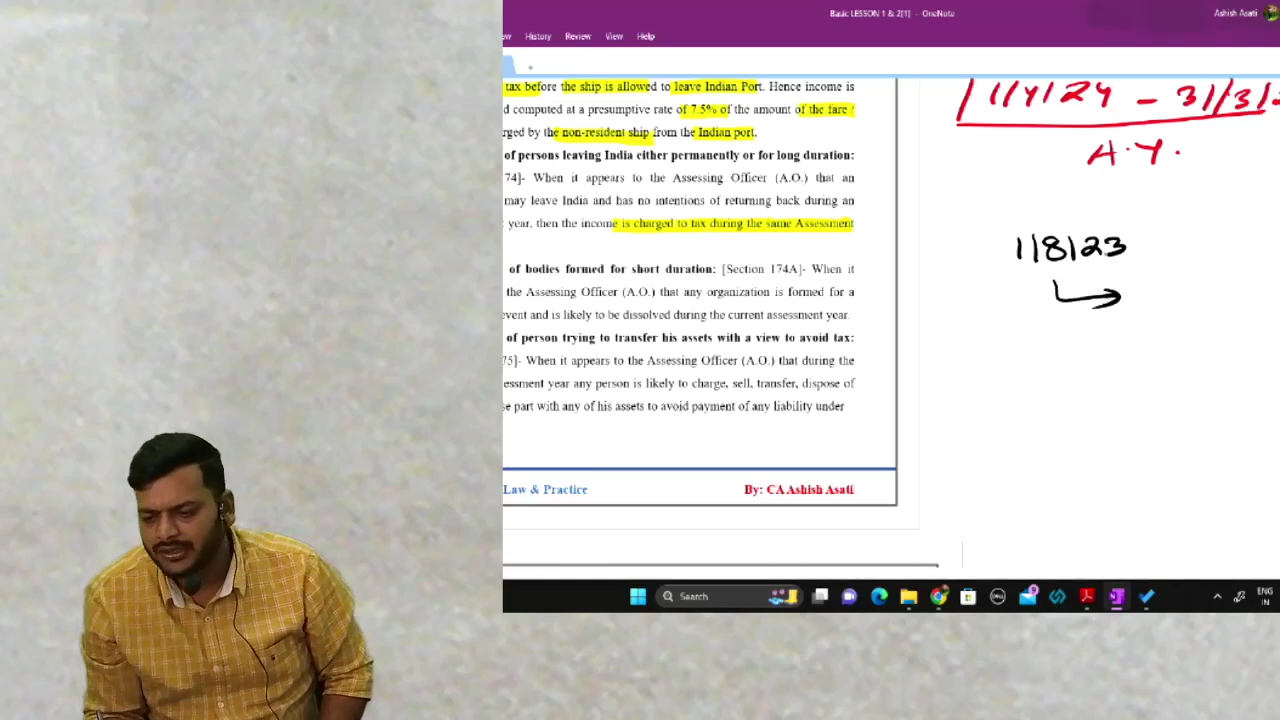 Basic LESSON 1 & 2[1] - OneNote
Ashish Asati
History Review View Help
tax before the ship is allowed to leave Indian Port. Hence income is
d computed at a presumptive rate of 7.5% of the amount of the fare /
rged by the non-resident ship from the Indian port.
of persons leaving India either permanently or for long duration:
74]- When it appears to the Assessing Officer (A.O.) that an
may leave India and has no intentions of returning back during an
year, then the income is charged to tax during the same Assessment
of bodies formed for short duration: [Section 174A]- When it
the Assessing Officer (A.O.) that any organization is formed for a
event and is likely to be dissolved during the current assessment year.
of person trying to transfer his assets with a view to avoid tax:
75]- When it appears to the Assessing Officer (A.O.) that during the
essment year any person is likely to charge, sell, transfer, dispose of
se part with any of his assets to avoid payment of any liability under
Law & Practice
By: CA Ashish Asati
1/4/24 - 31/3/2
A.Y.
1/8/23
Search
ENG
IN